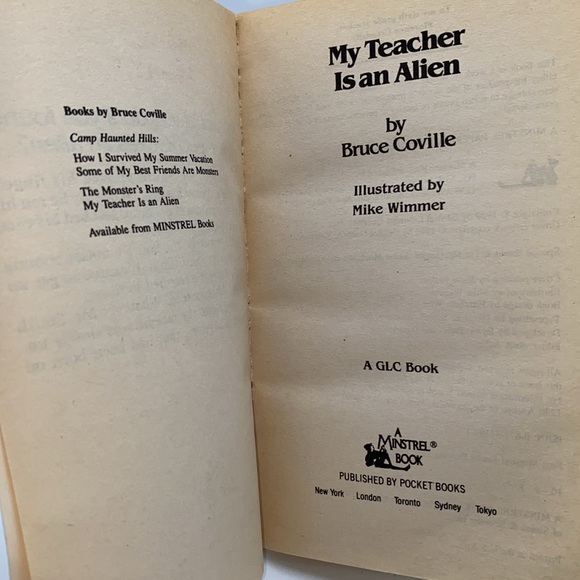 Books by Bruce Coville
Camp Haunted Hills:
How I Survived My Summer Vacation
Some of My Best Friends Are Monsters
The Monster's Ring
My Teacher Is an Alien
Available from MINSTREL Books
My Teacher
Is an Alien
by
Bruce Coville
Illustrated by
Mike Wimmer
A GLC Book
A
MINSTREL®
BOOK
PUBLISHED BY POCKET BOOKS
New York London Toronto Sydney Tokyo